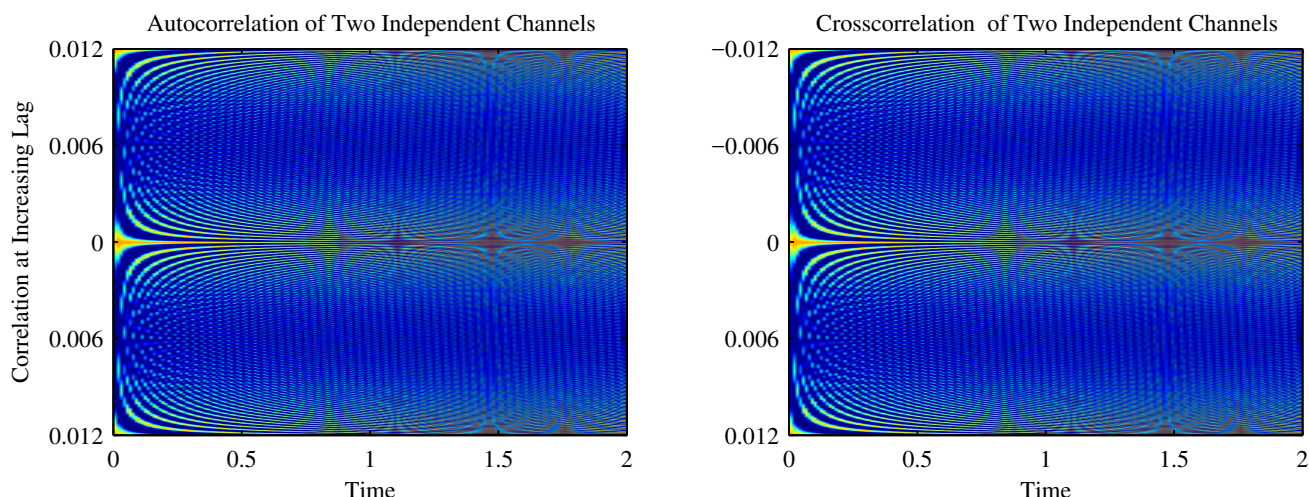 Autocorrelation of Two Independent Channels
0.012
0.006
0
0.006
0.012
Correlation at Increasing Lag
0 0.5 1 1.5 2
Time
Crosscorrelation of Two Independent Channels
−0.012
−0.006
0
0.006
0.012
0 0.5 1 1.5 2
Time